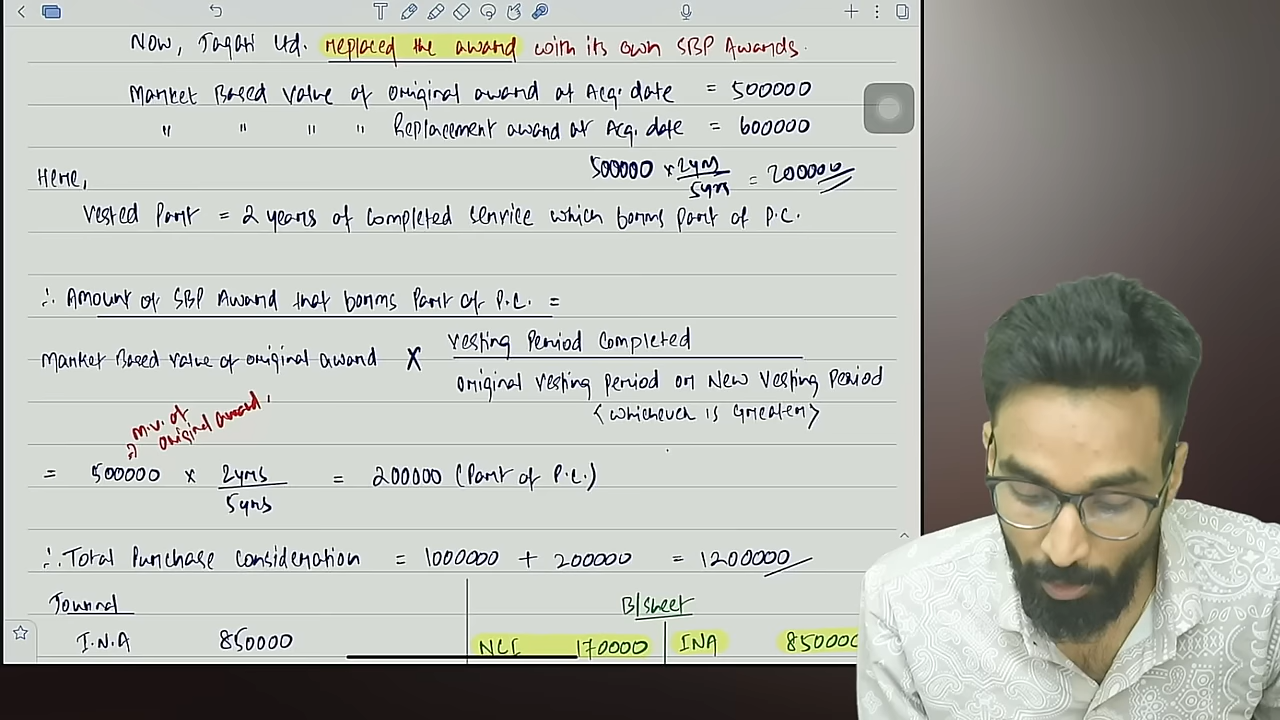 Now, Jagati Ltd. replaced the award with its own SBP Awards.
Market Based Value of original award at Acq. date = 500000
" " " " Replacement award at Acq. date = 600000
500000 x 2yrs / 5yrs = 200000
Here,
Vested Part = 2 years of completed service which forms part of P.C.
∴ Amount of SBP Award that forms Part of P.C. =
Market Based value of original award X Vesting Period Completed
Original Vesting Period or New Vesting Period
<whichever is Greater>
M.V. of
original award.
= 500000 x 2yrs / 5yrs = 200000 (Part of P.C.)
∴ Total Purchase Consideration = 1000000 + 200000 = 1200000
Journal B/Sheet
I.N.A 850000 NCI 170000 INA 850000